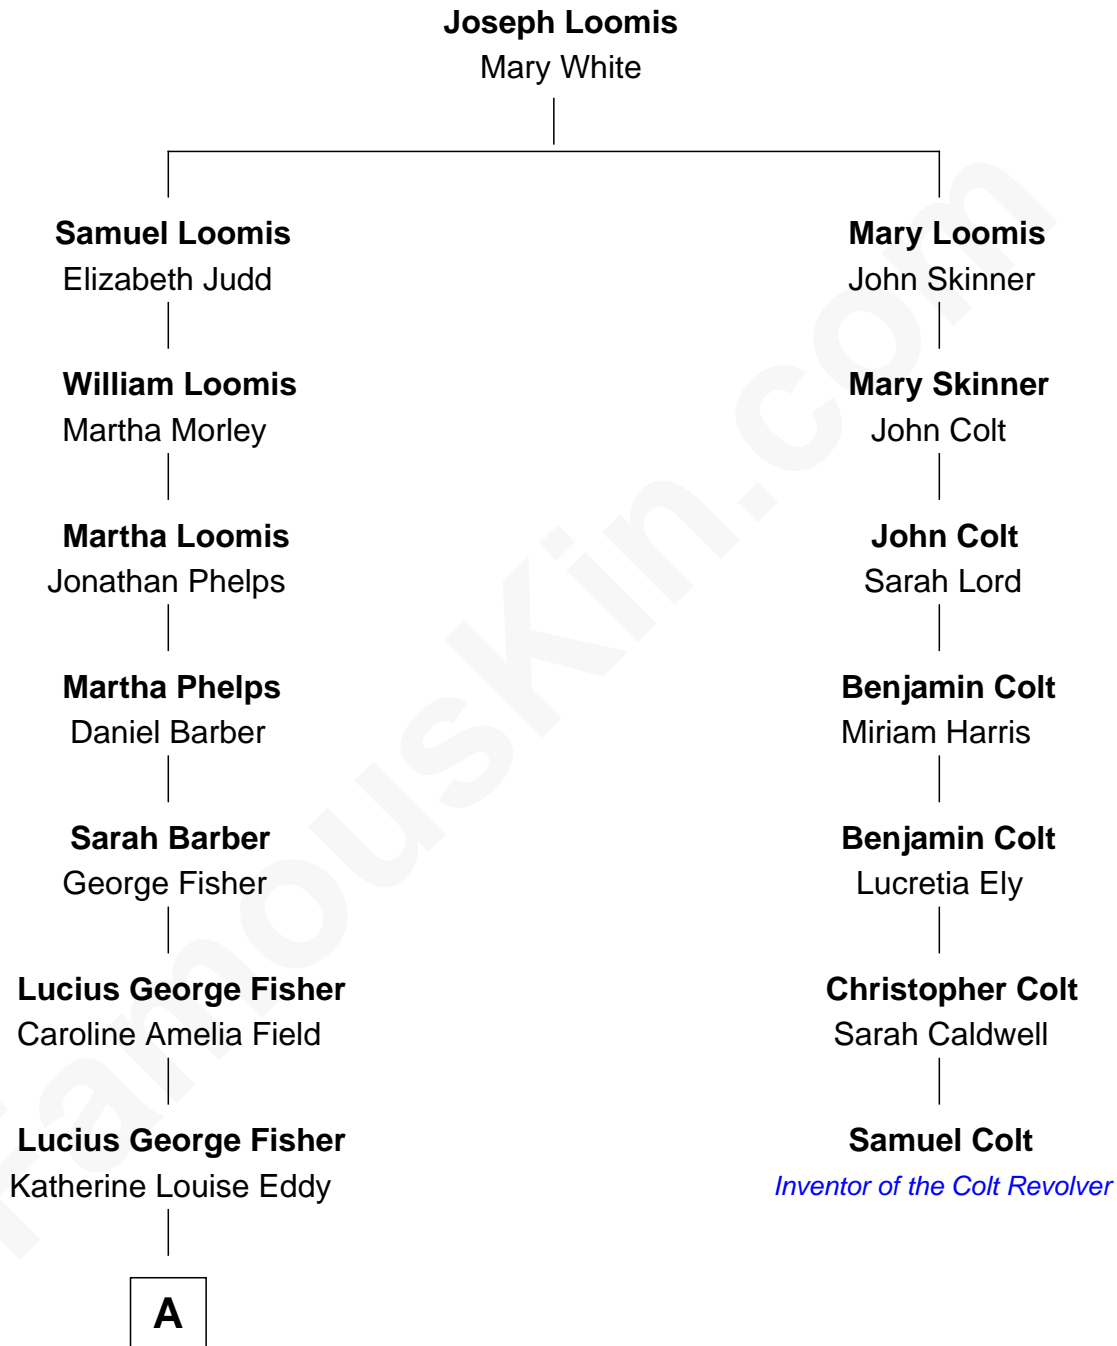 Joseph Loomis
Mary White
Samuel Loomis
Elizabeth Judd
Mary Loomis
John Skinner
William Loomis
Martha Morley
Mary Skinner
John Colt
Martha Loomis
Jonathan Phelps
John Colt
Sarah Lord
Martha Phelps
Daniel Barber
Benjamin Colt
Miriam Harris
Sarah Barber
George Fisher
Benjamin Colt
Lucretia Ely
Lucius George Fisher
Caroline Amelia Field
Christopher Colt
Sarah Caldwell
Lucius George Fisher
Katherine Louise Eddy
Samuel Colt
Inventor of the Colt Revolver
A
FamousKin.com